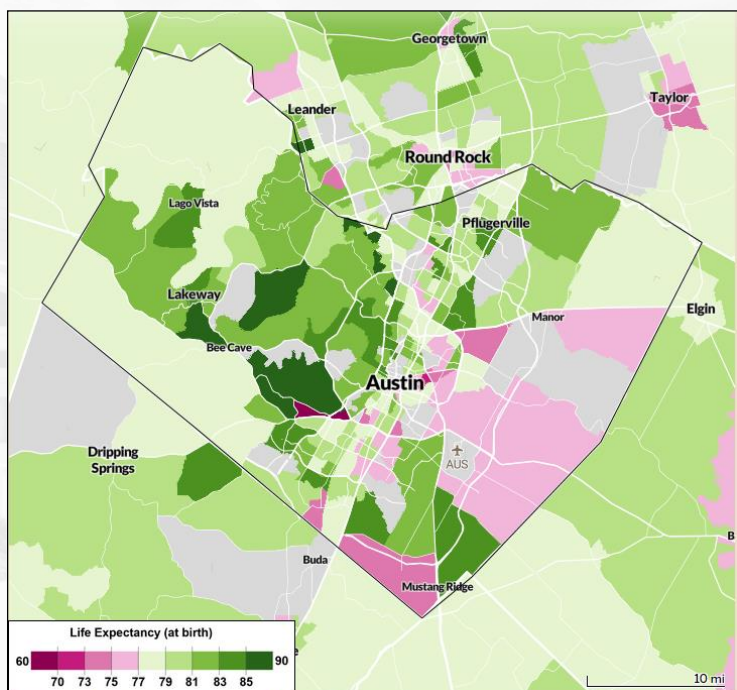 Georgetown
Leander
Taylor
Round Rock
Lago Vista
Pflugerville
Lakeway
Elgin
Manor
Bee Cave
Austin
Dripping
Springs
AUS
Buda
Mustang Ridge
B
e
Life Expectancy (at birth)
60 90
70 73 75 77 79 82 83 85
10 mi